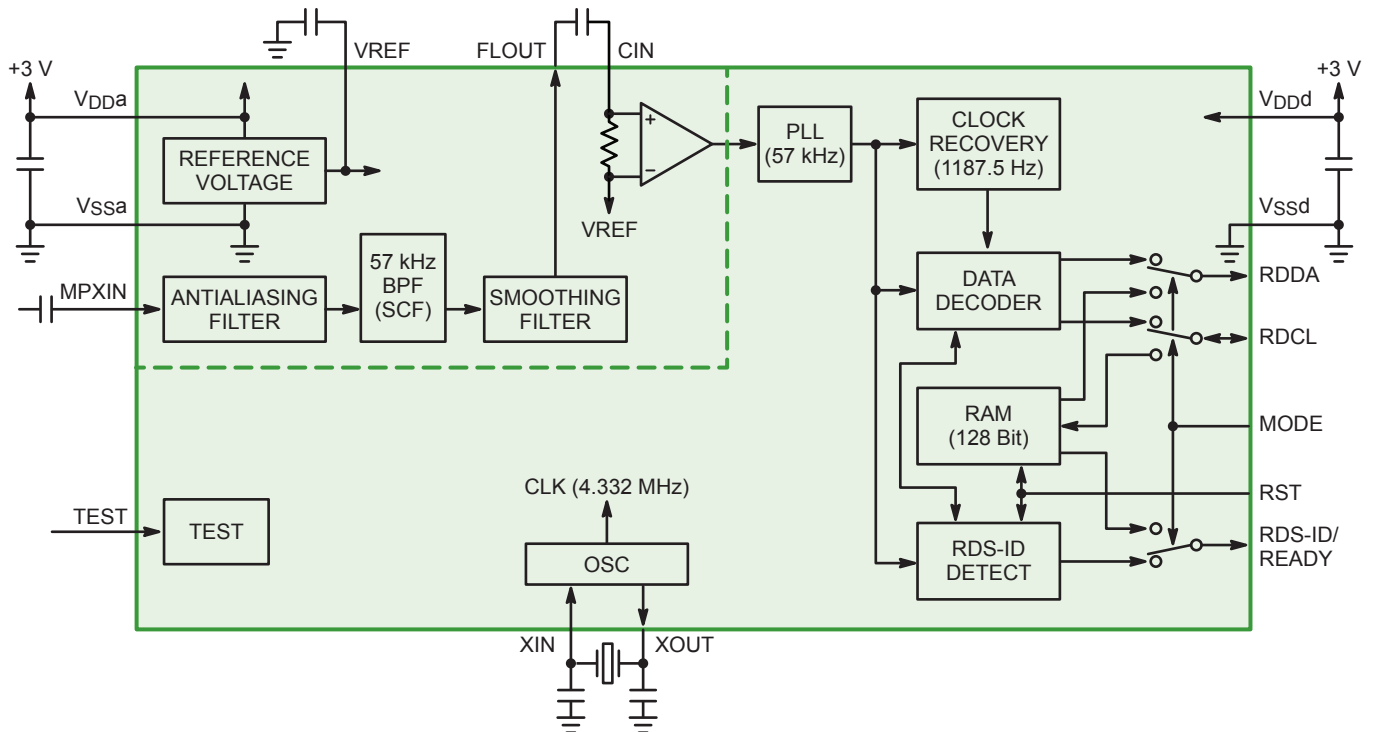 VREF
FLOUT
CIN
+3 V
VDDa
REFERENCE
VOLTAGE
VSSa
+
−
VREF
PLL
(57 kHz)
CLOCK
RECOVERY
(1187.5 Hz)
+3 V
VDDd
VSSd
MPXIN
ANTIALIASING
FILTER
57 kHz
BPF
(SCF)
SMOOTHING
FILTER
DATA
DECODER
RDDA
RDCL
RAM
(128 Bit)
MODE
RST
TEST
TEST
CLK (4.332 MHz)
OSC
XIN
XOUT
RDS-ID
DETECT
RDS-ID/
READY